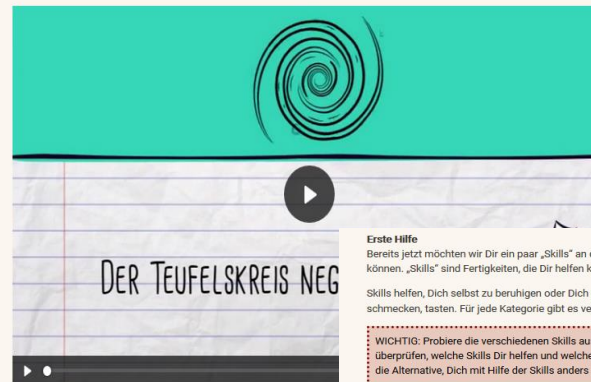 DER TEUFELSKREIS NEG
Erste Hilfe
Bereits jetzt möchten wir Dir ein paar „Skills“ an
können. „Skills“ sind Fertigkeiten, die Dir helfen
Skills helfen, Dich selbst zu beruhigen oder Dich
schmecken, tasten. Für jede Kategorie gibt es
WICHTIG: Probiere die verschiedenen Skills
überprüfen, welche Skills Dir helfen und welche
die Alternative, Dich mit Hilfe der Skills anders